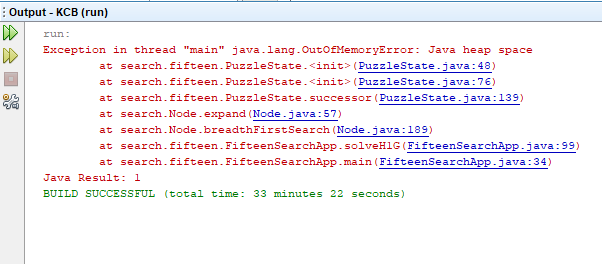 Output - KCB (run)
run:
Exception in thread "main" java.lang.OutOfMemoryError: Java heap space
at search.fifteen.PuzzleState.<init>(PuzzleState.java:48)
at search.fifteen.PuzzleState.<init>(PuzzleState.java:76)
at search.fifteen.PuzzleState.successor(PuzzleState.java:139)
at search.Node.expand(Node.java:57)
at search.Node.breadthFirstSearch(Node.java:189)
at search.fifteen.FifteenSearchApp.solveH1G(FifteenSearchApp.java:99)
at search.fifteen.FifteenSearchApp.main(FifteenSearchApp.java:34)
Java Result: 1
BUILD SUCCESSFUL (total time: 33 minutes 22 seconds)